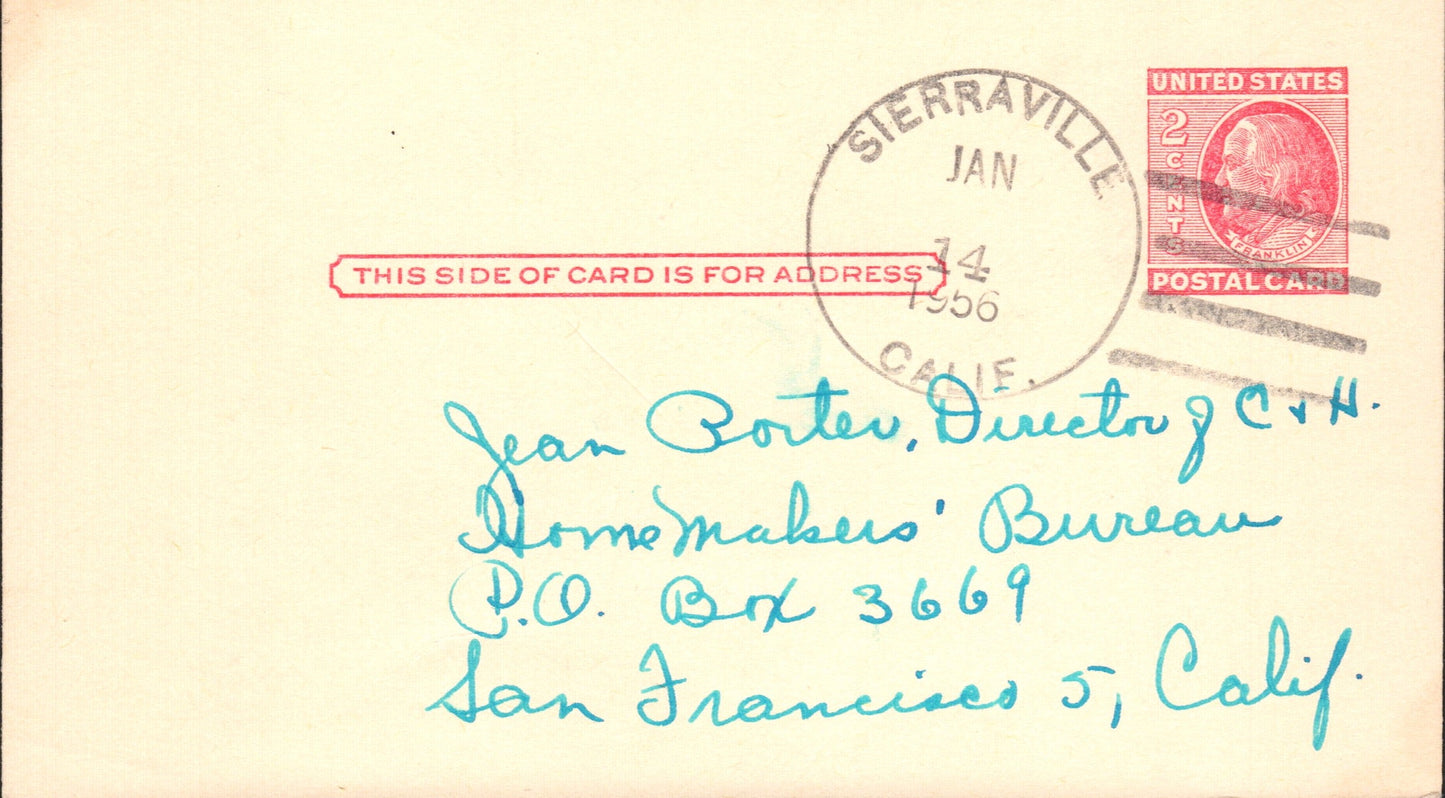 UNITED STATES
2 CENTS
FRANKLIN
POSTAL CARD
SIERRAVILLE
JAN
14
1956
CALIF.
THIS SIDE OF CARD IS FOR ADDRESS
Jean Porter, Director of C & H.
HomeMakers' Bureau
P.O. Box 3669
San Francisco 5, Calif.